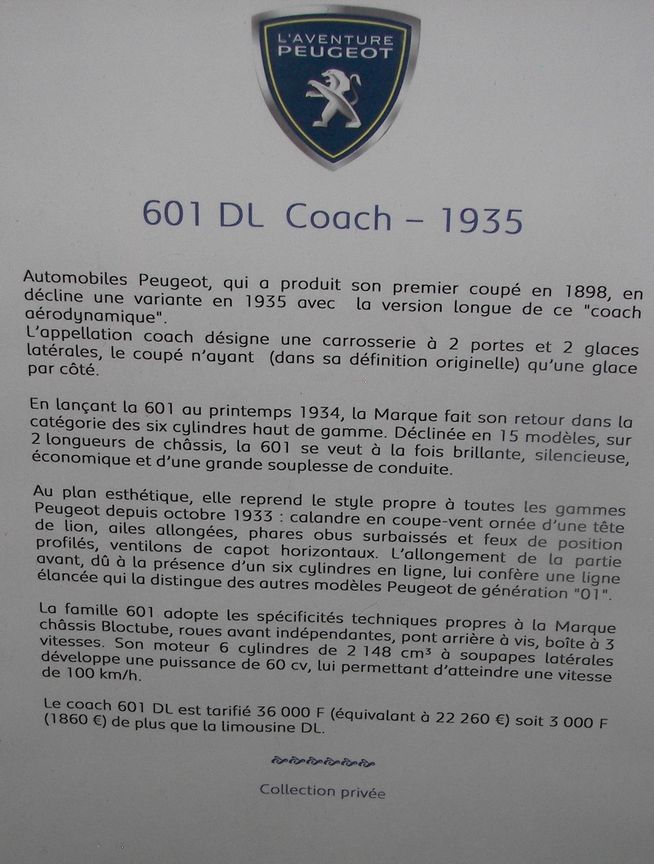 L'AVENTURE
PEUGEOT
601 DL Coach – 1935
Automobiles Peugeot, qui a produit son premier coupé en 1898, en
décline une variante en 1935 avec la version longue de ce "coach
aérodynamique".
L'appellation coach désigne une carrosserie à 2 portes et 2 glaces
latérales, le coupé n'ayant (dans sa définition originelle) qu'une glace
par côté.
En lançant la 601 au printemps 1934, la Marque fait son retour dans la
catégorie des six cylindres haut de gamme. Déclinée en 15 modèles, sur
2 longueurs de châssis, la 601 se veut à la fois brillante, silencieuse,
économique et d'une grande souplesse de conduite.
Au plan esthétique, elle reprend le style propre à toutes les gammes
Peugeot depuis octobre 1933 : calandre en coupe-vent ornée d'une tête
de lion, ailes allongées, phares obus surbaissés et feux de position
profilés, ventilons de capot horizontaux. L'allongement de la partie
avant, dû à la présence d'un six cylindres en ligne, lui confère une ligne
élancée qui la distingue des autres modèles Peugeot de génération "01".
La famille 601 adopte les spécificités techniques propres à la Marque
châssis Bloctube, roues avant indépendantes, pont arrière à vis, boîte à 3
vitesses. Son moteur 6 cylindres de 2 148 cm³ à soupapes latérales
développe une puissance de 60 cv, lui permettant d'atteindre une vitesse
de 100 km/h.
Le coach 601 DL est tarifié 36 000 F (équivalant à 22 260 €) soit 3 000 F
(1860 €) de plus que la limousine DL.
Collection privée